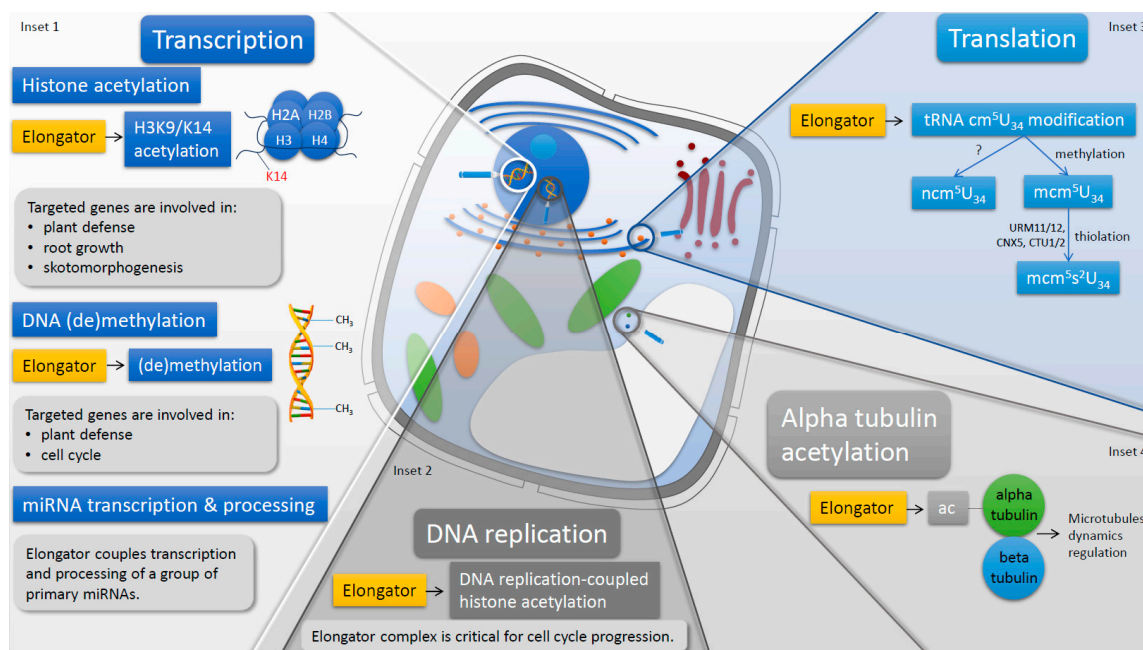 Inset 1
Transcription
Histone acetylation
Elongator
H3K9/K14
acetylation
H2A
H2B
H3
H4
K14
Targeted genes are involved in:
• plant defense
• root growth
• skotomorphogenesis
DNA (de)methylation
Elongator
(de)methylation
CH₃
CH₃
CH₃
Targeted genes are involved in:
• plant defense
• cell cycle
miRNA transcription & processing
Elongator couples transcription
and processing of a group of
primary miRNAs.
Inset 2
DNA replication
Elongator
DNA replication-coupled
histone acetylation
Elongator complex is critical for cell cycle progression.
Inset 3
Translation
Elongator
tRNA cm⁵U₃₄ modification
?
methylation
ncm⁵U₃₄
mcm⁵U₃₄
URM11/12,
CNX5, CTU1/2
thiolation
mcm⁵s²U₃₄
Alpha tubulin
acetylation
Inset 4
Elongator
ac
alpha
tubulin
beta
tubulin
Microtubules
dynamics
regulation